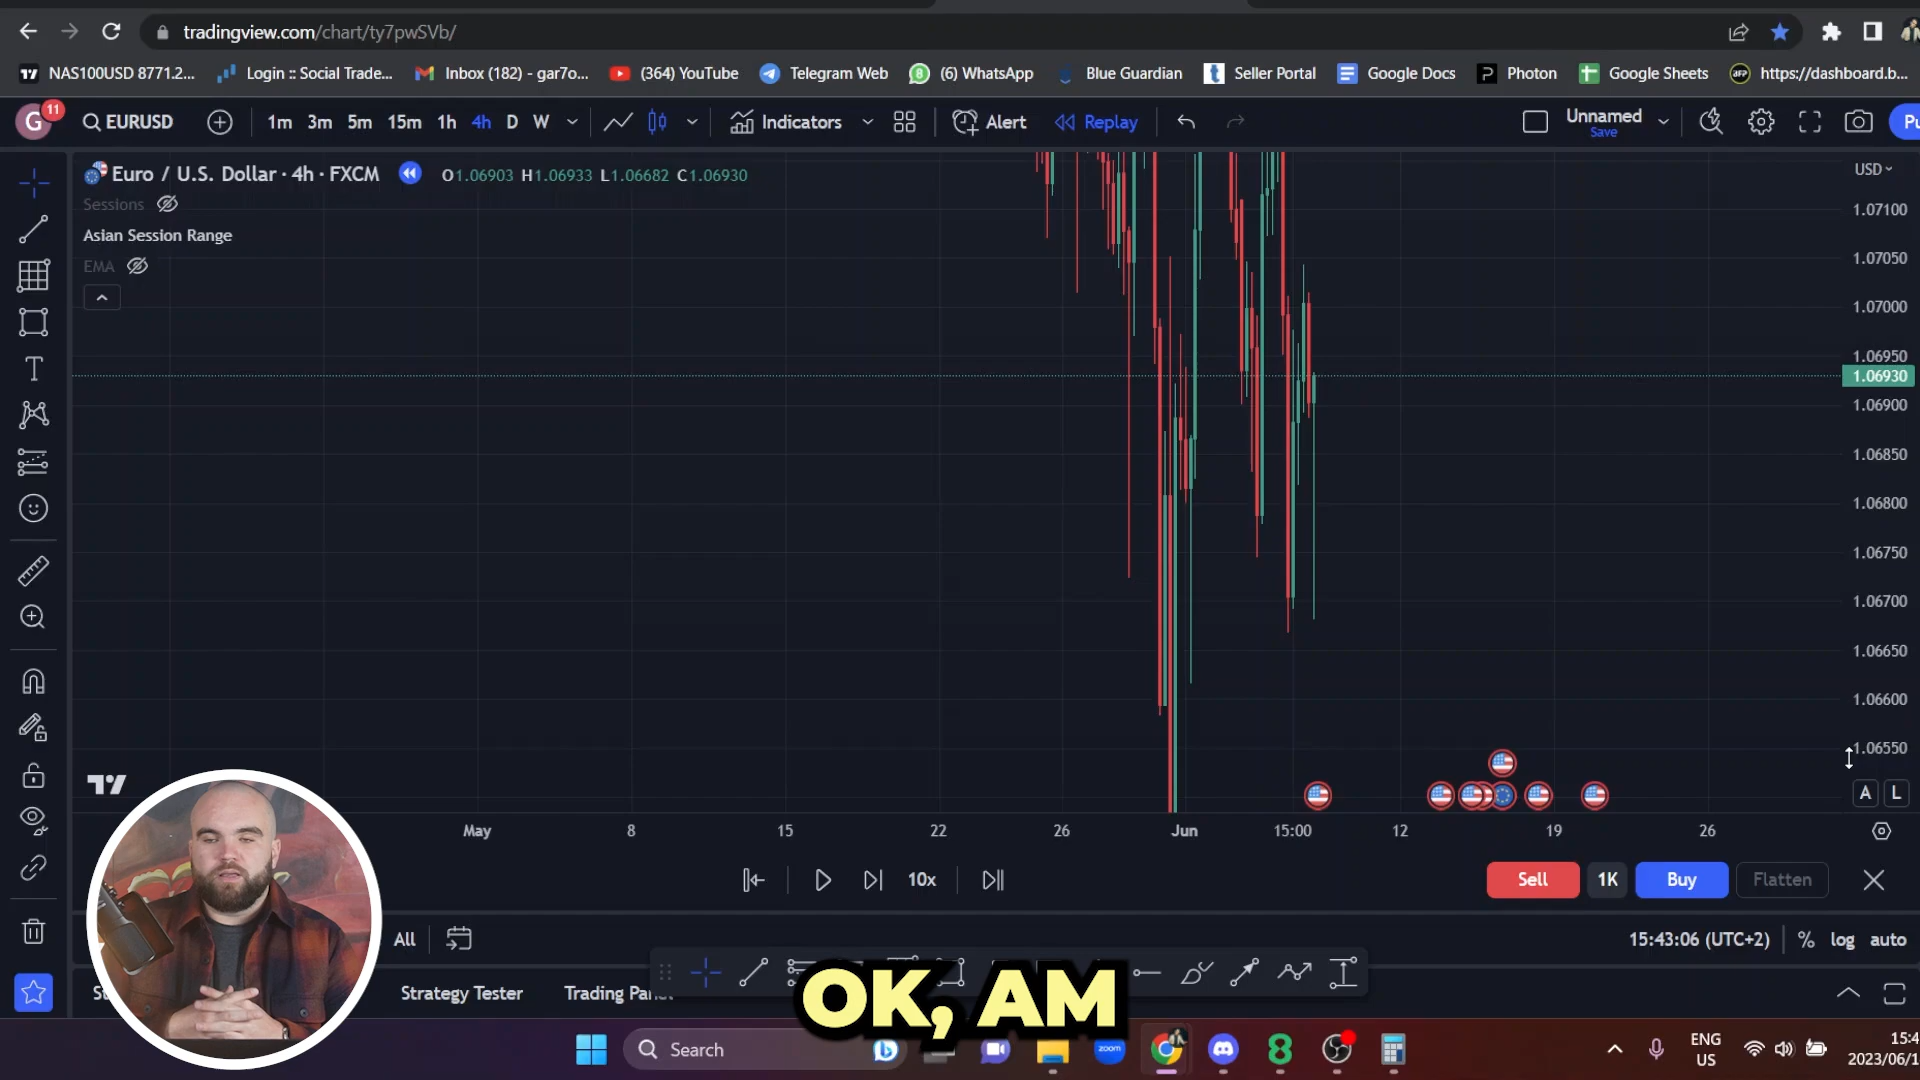 tradingview.com/chart/ty7pwSVb/
NAS100USD 8771.2... Login :: Social Trade... Inbox (182) - gar7o... (364) YouTube Telegram Web (6) WhatsApp Blue Guardian Seller Portal Google Docs Photon Google Sheets https://dashboard.b...
G 11 EURUSD 1m 3m 5m 15m 1h 4h D W Indicators Alert Replay Unnamed Save Pu
Euro / U.S. Dollar · 4h · FXCM O1.06903 H1.06933 L1.06682 C1.06930 USD
Sessions
Asian Session Range
EMA
1.07100
1.07050
1.07000
1.06950
1.06930
1.06900
1.06850
1.06800
1.06750
1.06700
1.06650
1.06600
1.06550
A L
May 8 15 22 26 Jun 15:00 12 19 26
10x Sell 1K Buy Flatten
All 15:43:06 (UTC+2) % log auto
Strategy Tester
OK, AM
Search zoom ENG
US
15:4
2023/06/1